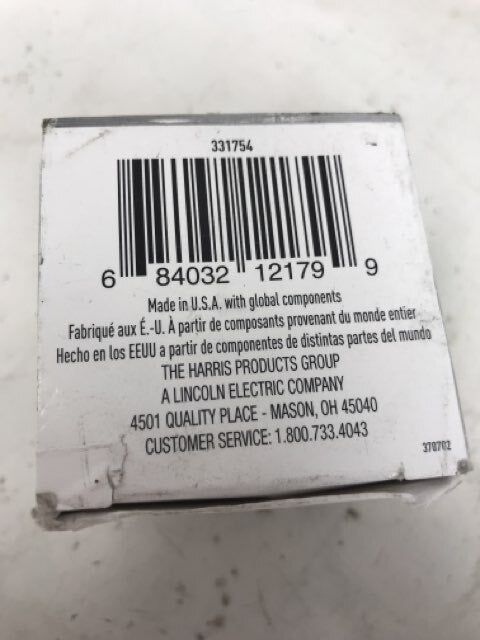 331754
6 84032 12179 9
Made in U.S.A. with global components
Fabriqué aux É.-U. À partir de composants provenant du monde entier
Hecho en los EEUU a partir de componentes de distintas partes del mundo
THE HARRIS PRODUCTS GROUP
A LINCOLN ELECTRIC COMPANY
4501 QUALITY PLACE - MASON, OH 45040
CUSTOMER SERVICE: 1.800.733.4043
370702